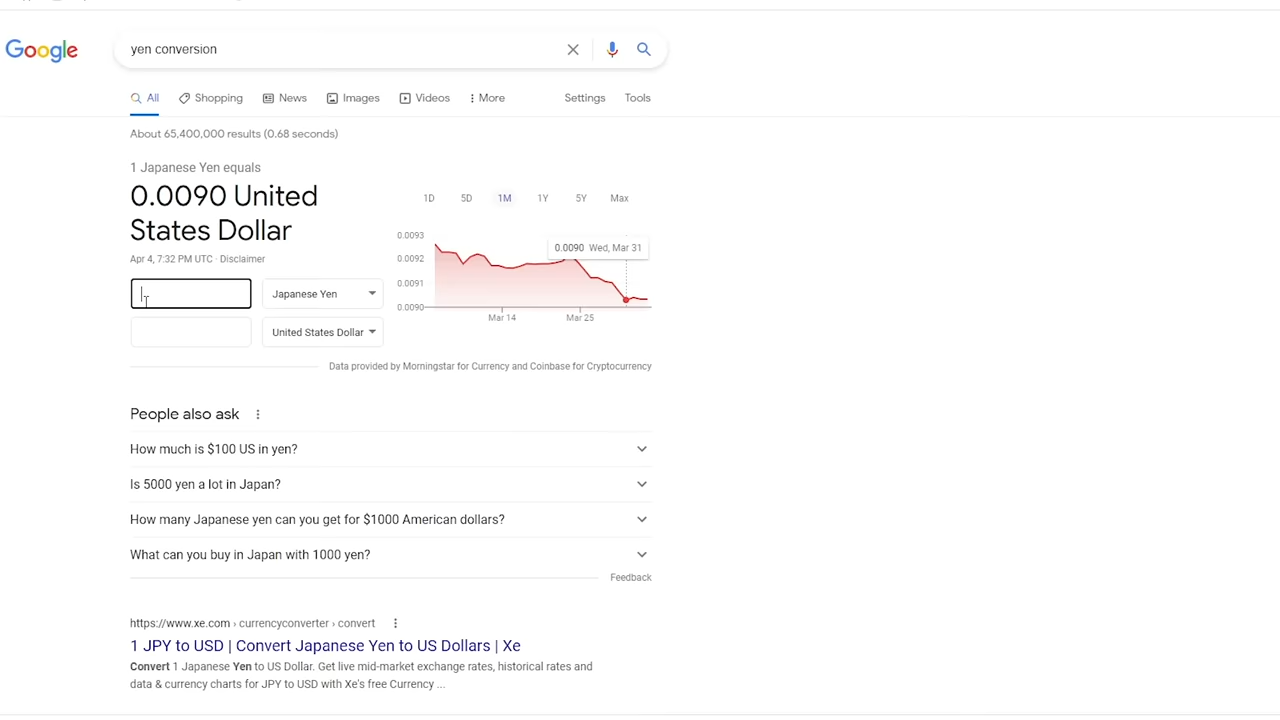 Google
yen conversion
All Shopping News Images Videos More Settings Tools
About 65,400,000 results (0.68 seconds)
1 Japanese Yen equals
0.0090 United
States Dollar
Apr 4, 7:32 PM UTC · Disclaimer
Japanese Yen
United States Dollar
1D 5D 1M 1Y 5Y Max
0.0093
0.0090 Wed, Mar 31
0.0092
0.0091
0.0090
Mar 14 Mar 25
Data provided by Morningstar for Currency and Coinbase for Cryptocurrency
People also ask
How much is $100 US in yen?
Is 5000 yen a lot in Japan?
How many Japanese yen can you get for $1000 American dollars?
What can you buy in Japan with 1000 yen?
Feedback
https://www.xe.com › currencyconverter › convert
1 JPY to USD | Convert Japanese Yen to US Dollars | Xe
Convert 1 Japanese Yen to US Dollar. Get live mid-market exchange rates, historical rates and
data & currency charts for JPY to USD with Xe's free Currency ...